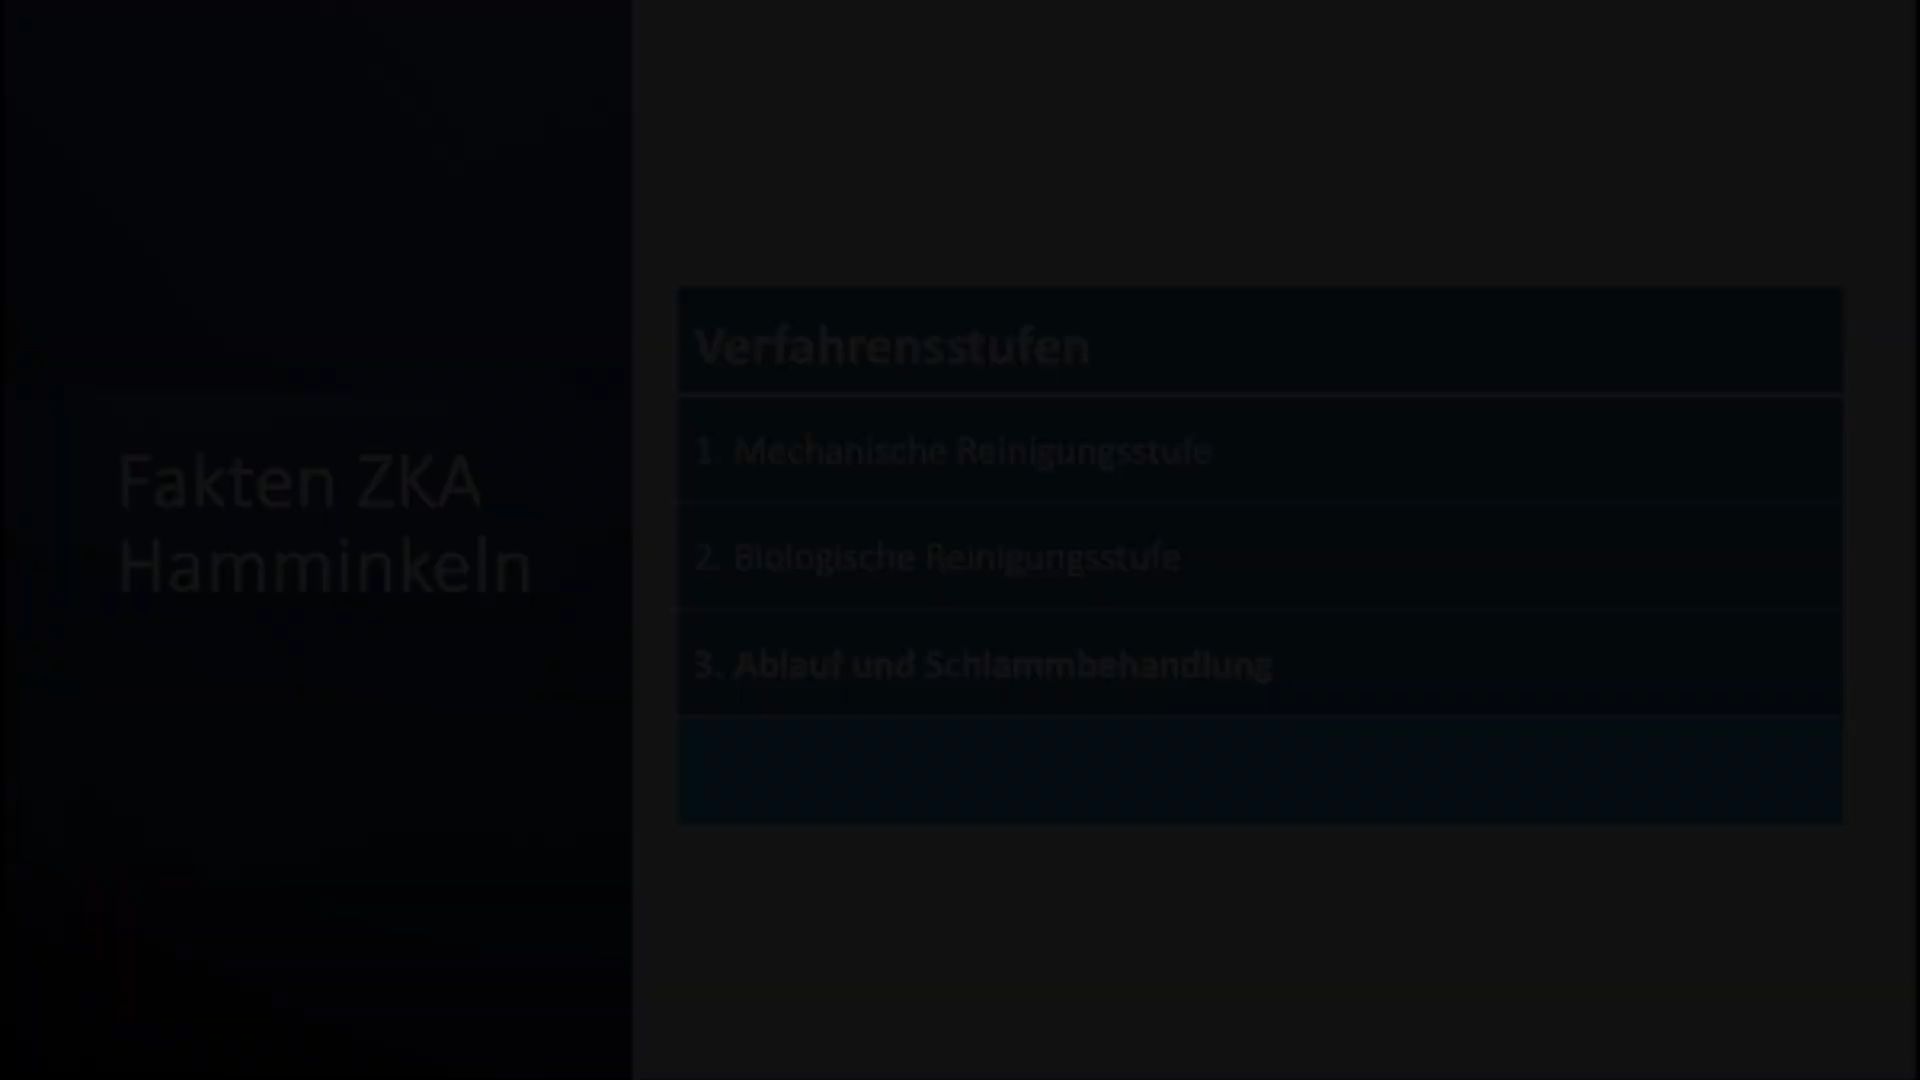 Fakten ZKA
Hamminkeln
Verfahrensstufen
1. Mechanische Reinigungsstufe
2. Biologische Reinigungsstufe
3. Ablauf und Schlammbehandlung